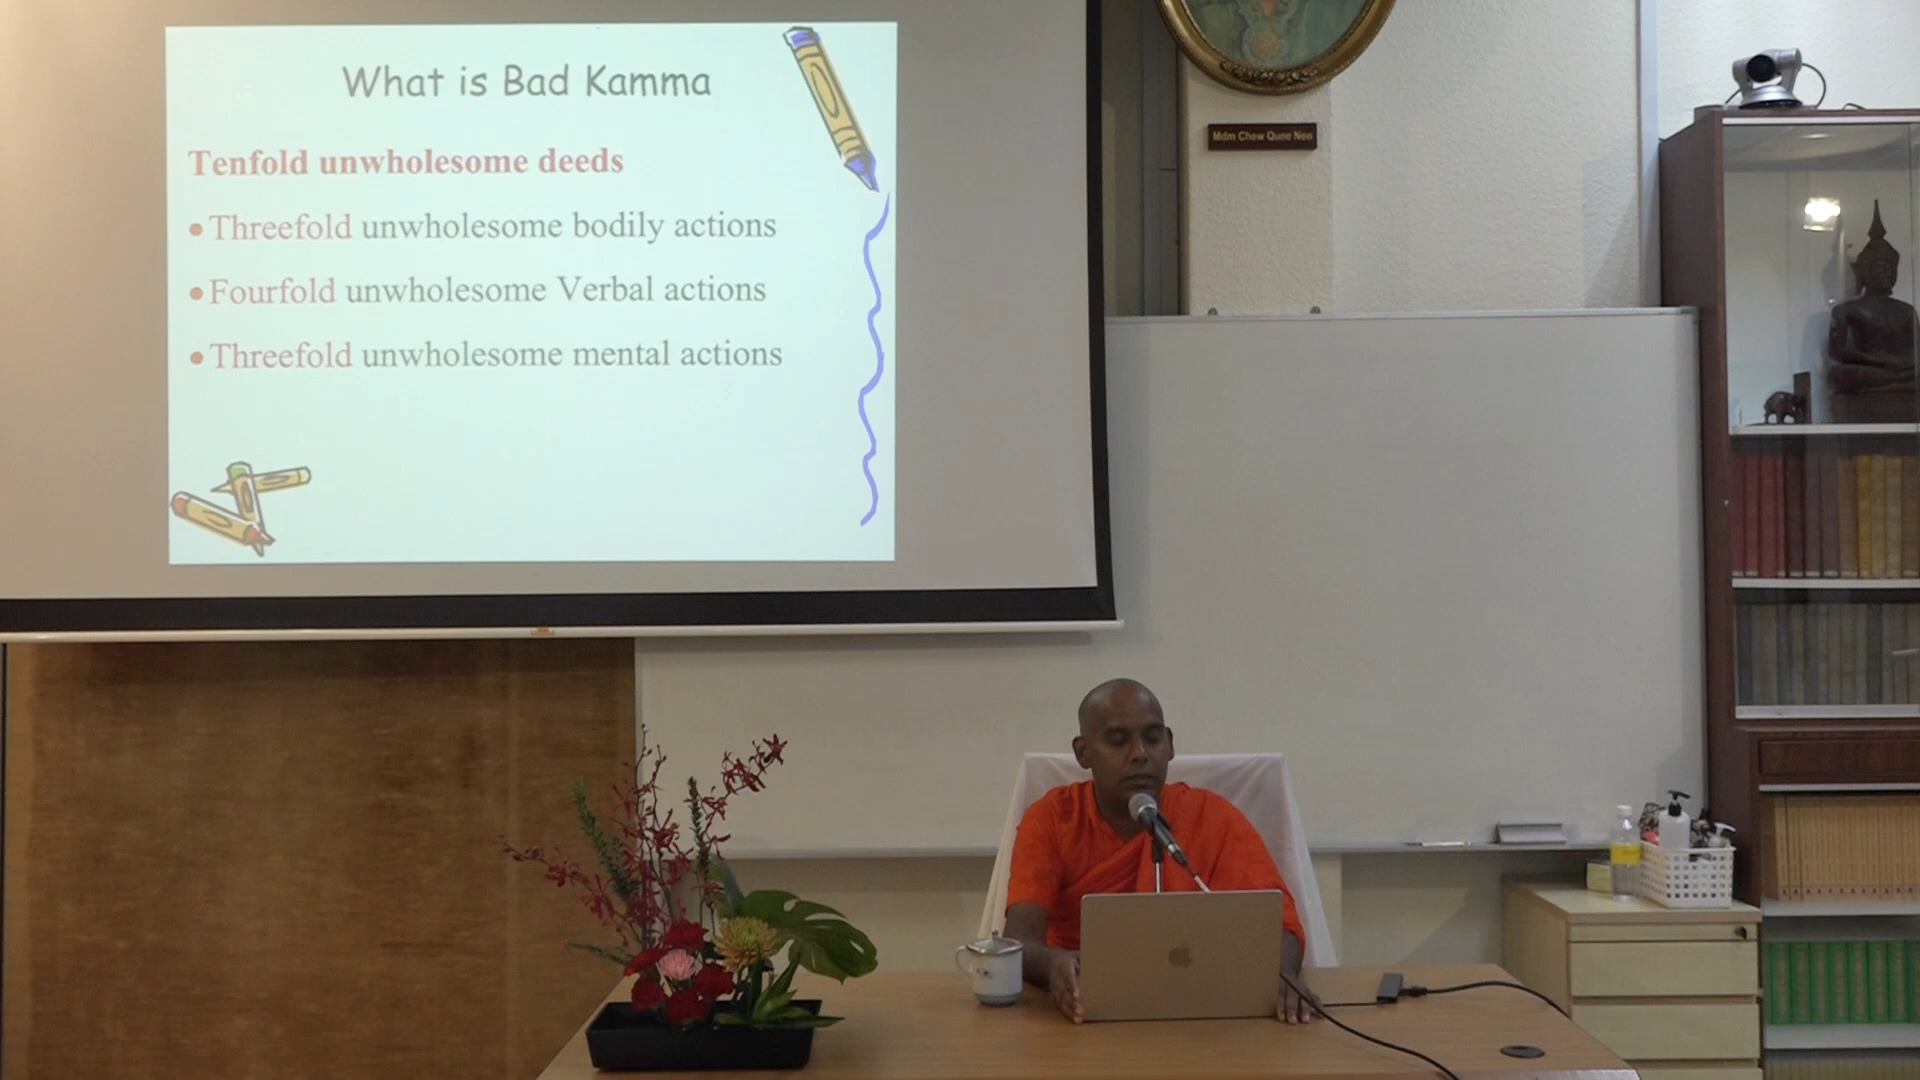 What is Bad Kamma
Tenfold unwholesome deeds
•Threefold unwholesome bodily actions
•Fourfold unwholesome Verbal actions
•Threefold unwholesome mental actions
Mdm Chew Quee Neo